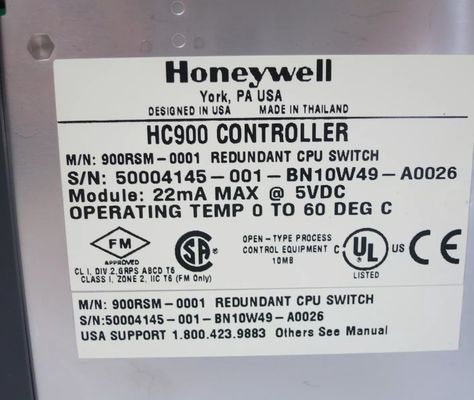 Honeywell
York, PA USA
DESIGNED IN USA MADE IN THAILAND
HC900 CONTROLLER
M/N: 900RSM-0001 REDUNDANT CPU SWITCH
S/N: 50004145-001-BN10W49-A0026
Module: 22mA MAX @ 5VDC
OPERATING TEMP 0 TO 60 DEG C
FM
APPROVED
CL I, DIV 2, GRPS ABCD T6
CLASS I, ZONE 2, IIC T6 (FM Only)
SA
OPEN-TYPE PROCESS
CONTROL EQUIPMENT
10MB
C UL US
LISTED
CE
M/N: 900RSM-0001 REDUNDANT CPU SWITCH
S/N:50004145-001-BN10W49-A0026
USA SUPPORT 1.800.423.9883 Others See Manual